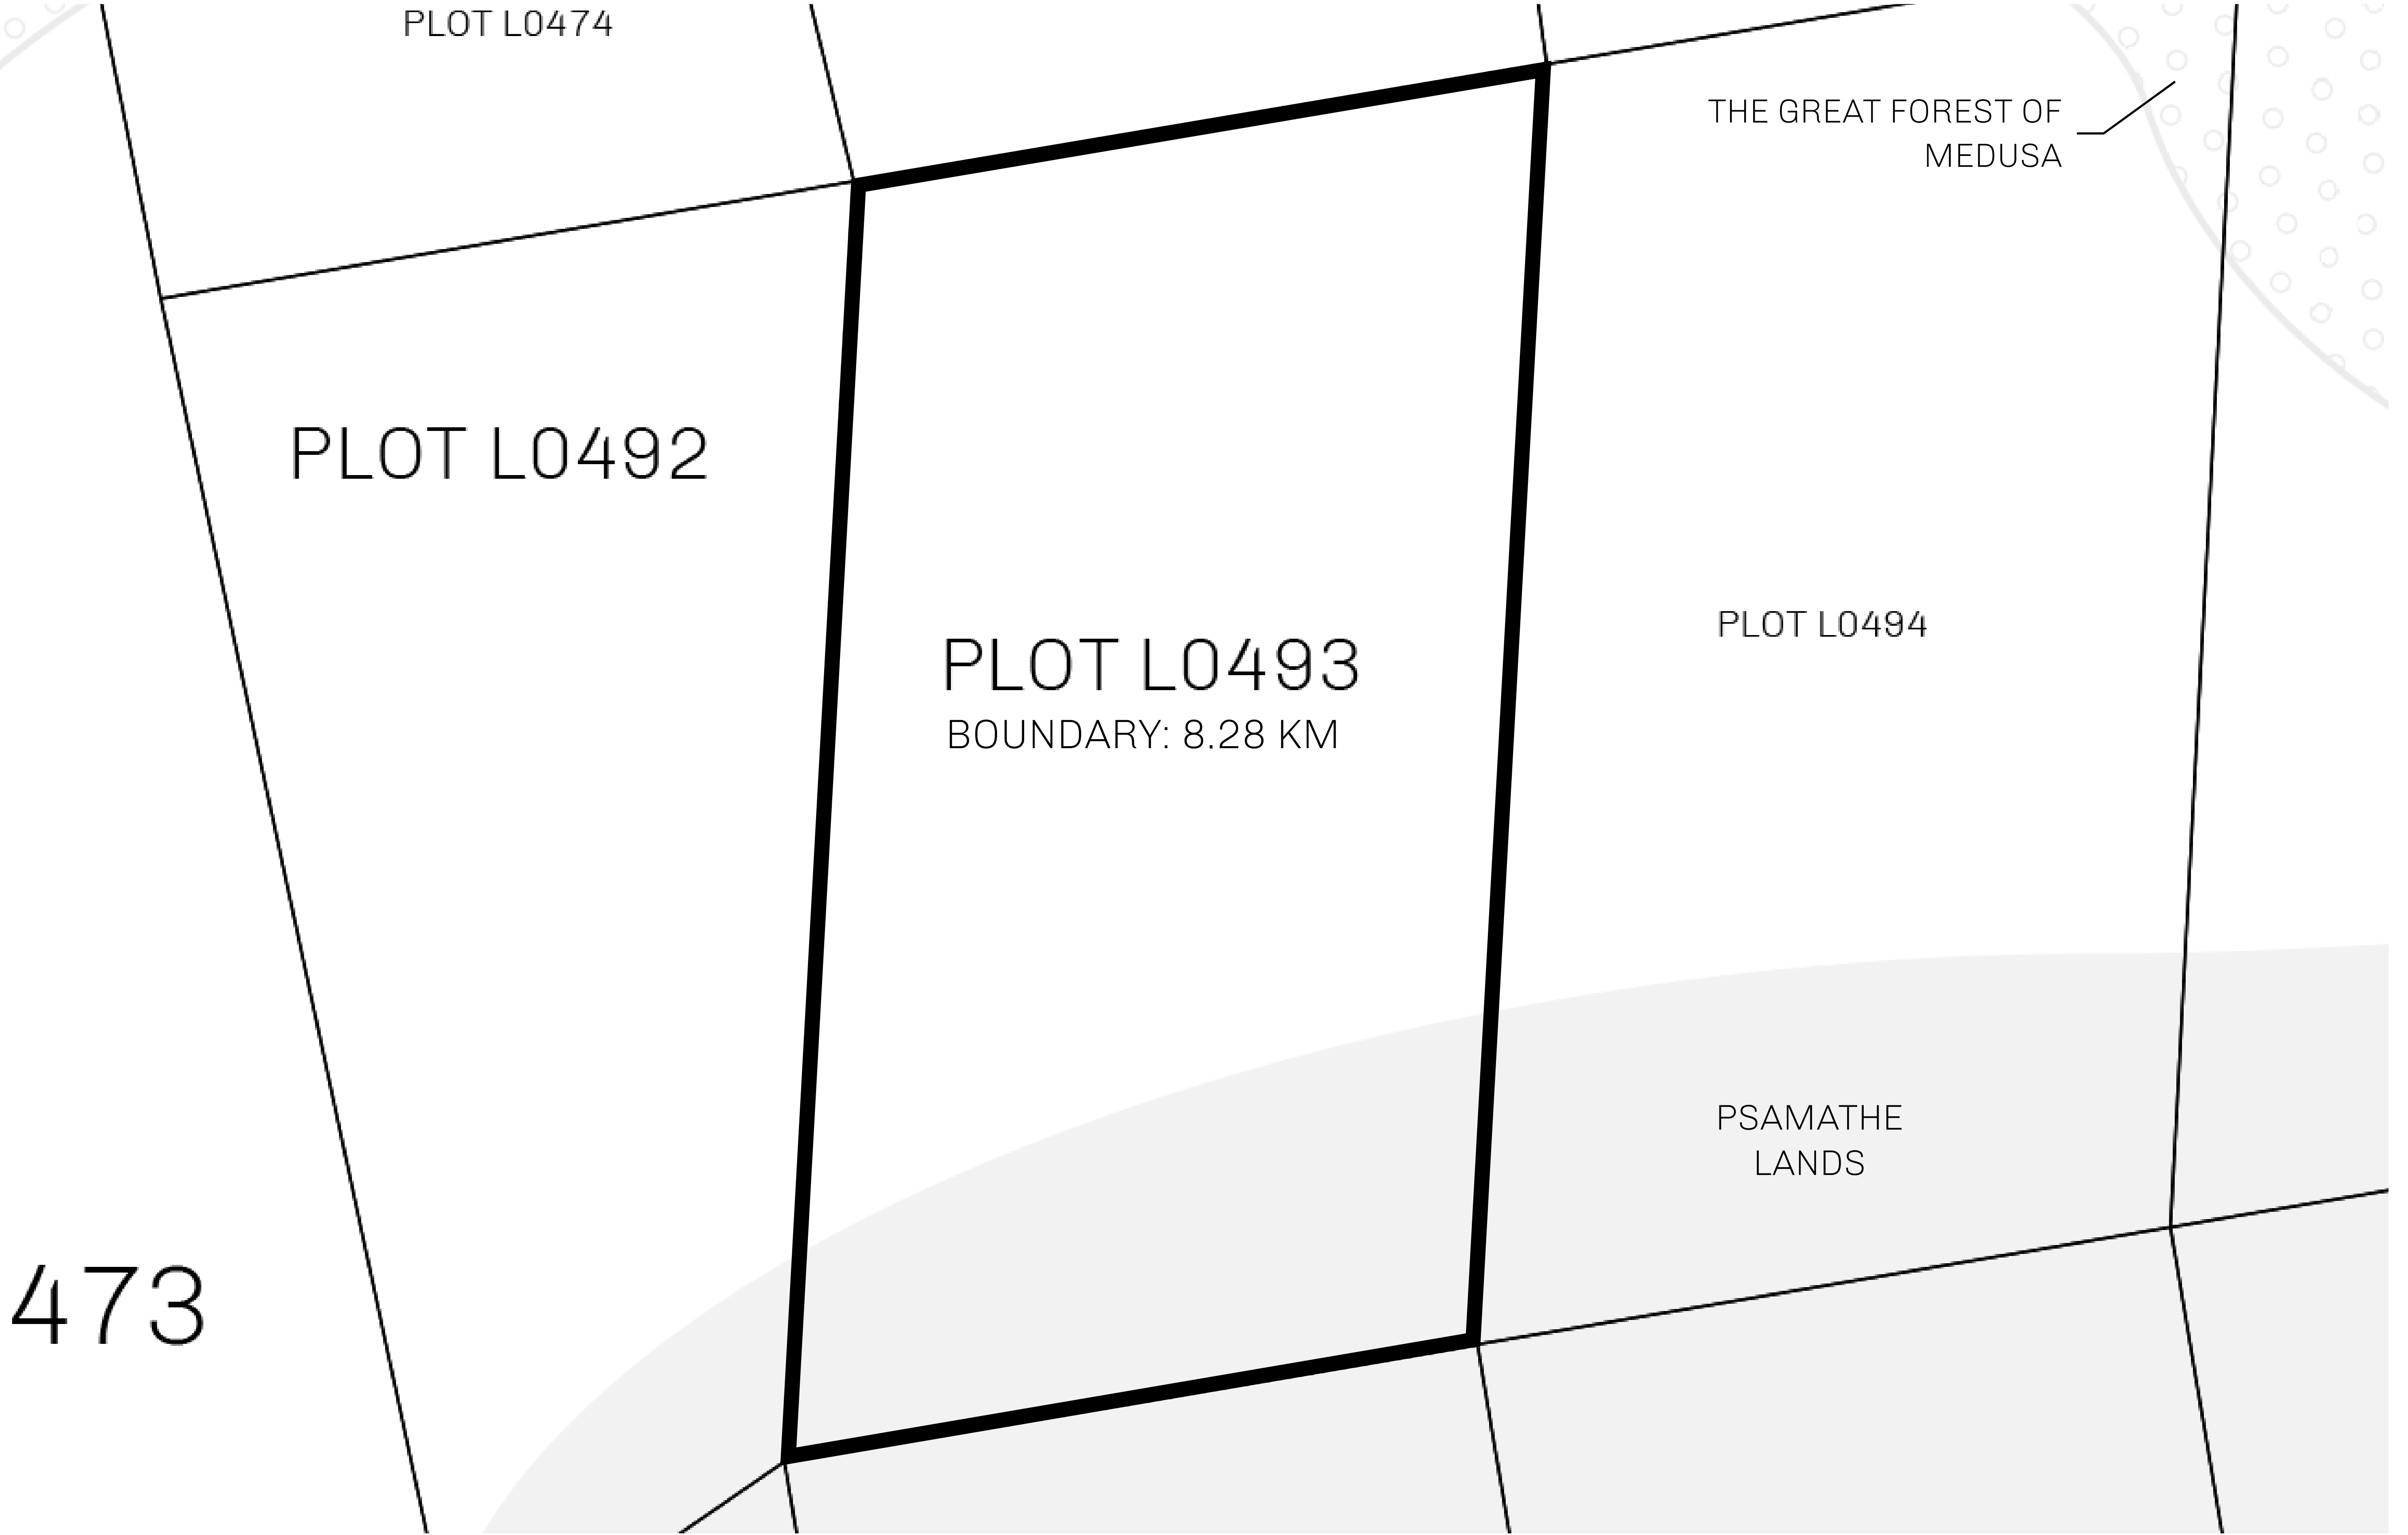 PLOT L0474
THE GREAT FOREST OF
MEDUSA
PLOT L0492
PLOT L0493
BOUNDARY: 8.28 KM
PLOT L0494
PSAMATHE
LANDS
473